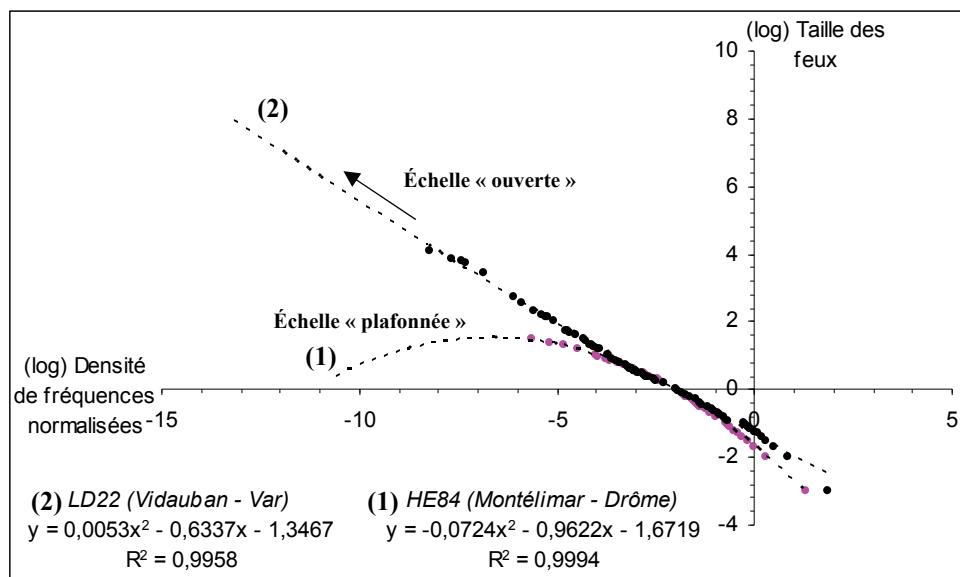 (log) Taille des
feux
10
8
(2)
6
Échelle « ouverte »
4
2
Échelle « plafonnée »
(1)
(log) Densité
de fréquences
normalisées
0
-15
-10
-5
0
5
-2
-4
(2) LD22 (Vidauban - Var)
y = 0,0053x² - 0,6337x - 1,3467
R² = 0,9958
(1) HE84 (Montélimar - Drôme)
y = -0,0724x² - 0,9622x - 1,6719
R² = 0,9994